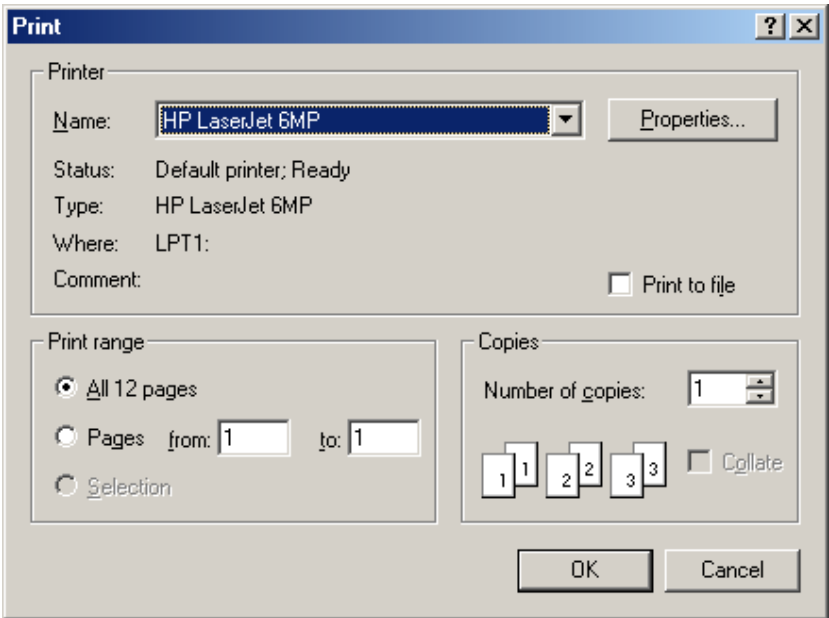 Print
Printer
Name: HP LaserJet 6MP Properties...
Status: Default printer; Ready
Type: HP LaserJet 6MP
Where: LPT1:
Comment: Print to file
Print range
All 12 pages
Pages from: 1 to: 1
Selection
Copies
Number of copies: 1
1 1 2 2 3 3 Collate
OK Cancel